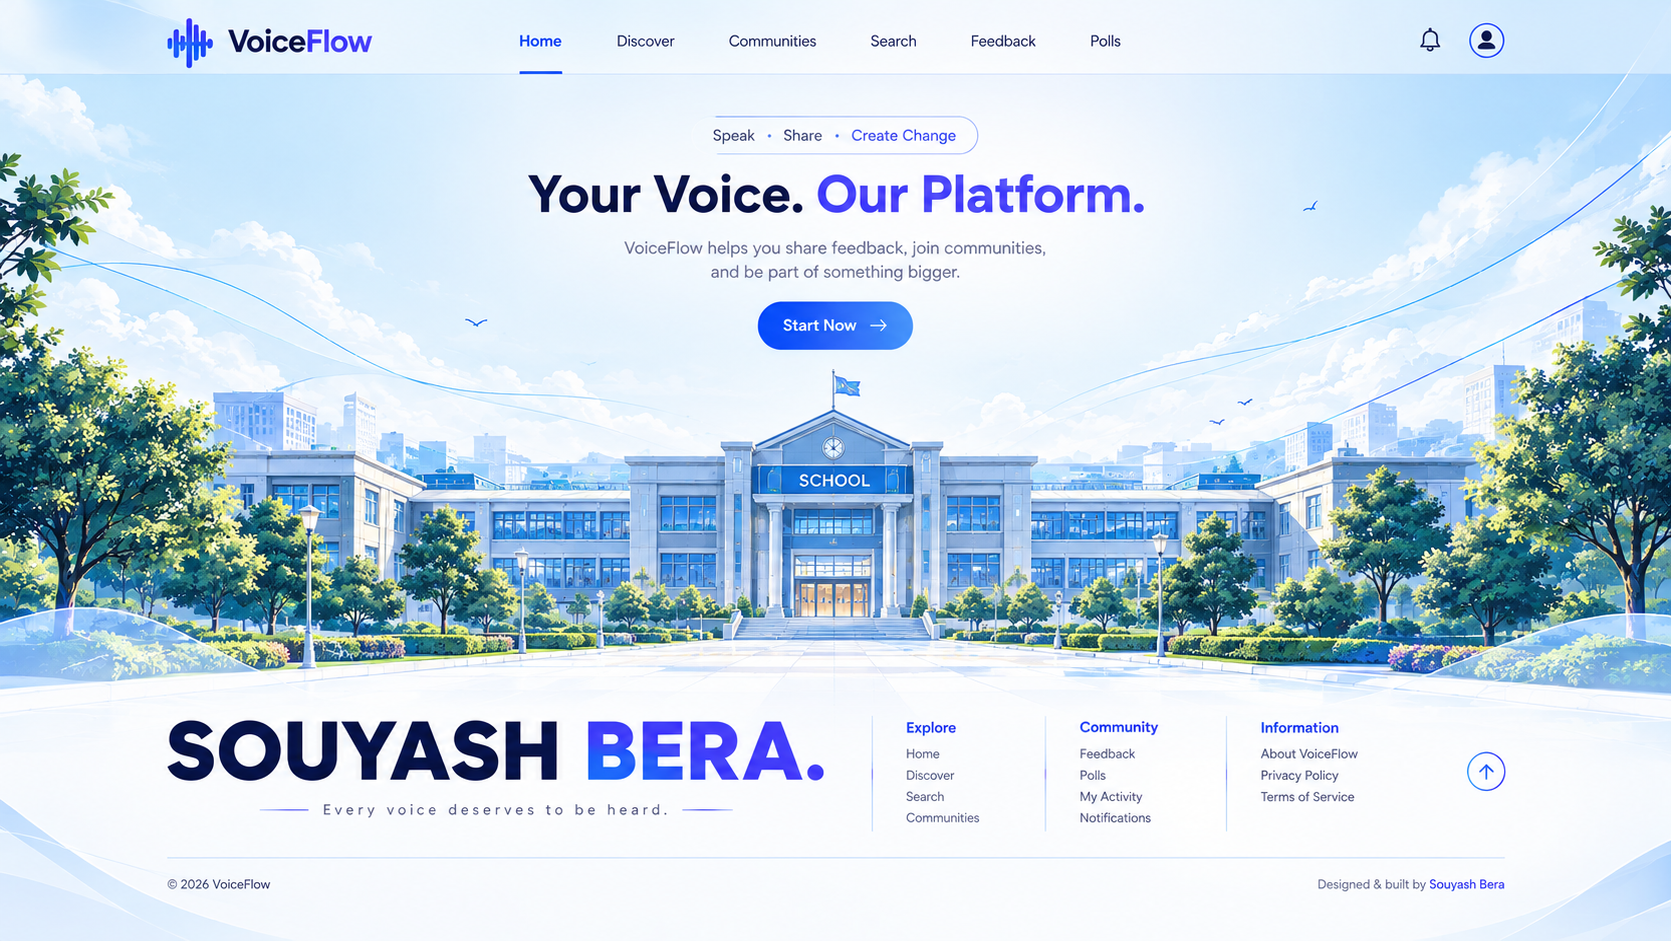 VoiceFlow
Home Discover Communities Search Feedback Polls
Speak • Share • Create Change
Your Voice. Our Platform.
VoiceFlow helps you share feedback, join communities,
and be part of something bigger.
Start Now
SCHOOL
SOUYASH BERA.
Every voice deserves to be heard.
Explore
Home
Discover
Search
Communities
Community
Feedback
Polls
My Activity
Notifications
Information
About VoiceFlow
Privacy Policy
Terms of Service
© 2026 VoiceFlow
Designed & built by Souyash Bera